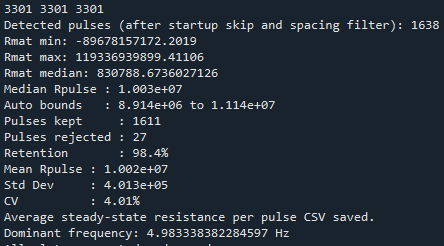 3301 3301 3301
Detected pulses (after startup skip and spacing filter): 1638
Rmat min: -89678157172.2019
Rmat max: 119336939899.41106
Rmat median: 830788.6736027126
Median Rpulse : 1.003e+07
Auto bounds   : 8.914e+06 to 1.114e+07
Pulses kept     : 1611
Pulses rejected : 27
Retention       : 98.4%
Mean Rpulse : 1.002e+07
Std Dev     : 4.013e+05
CV          : 4.01%
Average steady-state resistance per pulse CSV saved.
Dominant frequency: 4.983338382284597 Hz